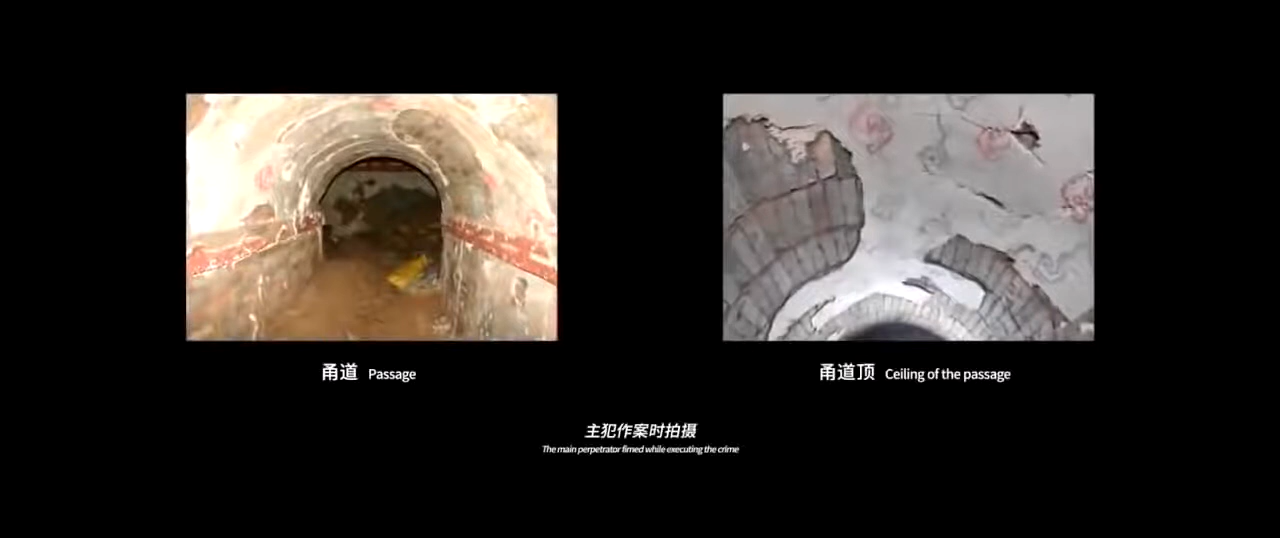 甬道 Passage
甬道顶 Ceiling of the passage
主犯作案时拍摄
The main perpetrator fimed while executing the crime